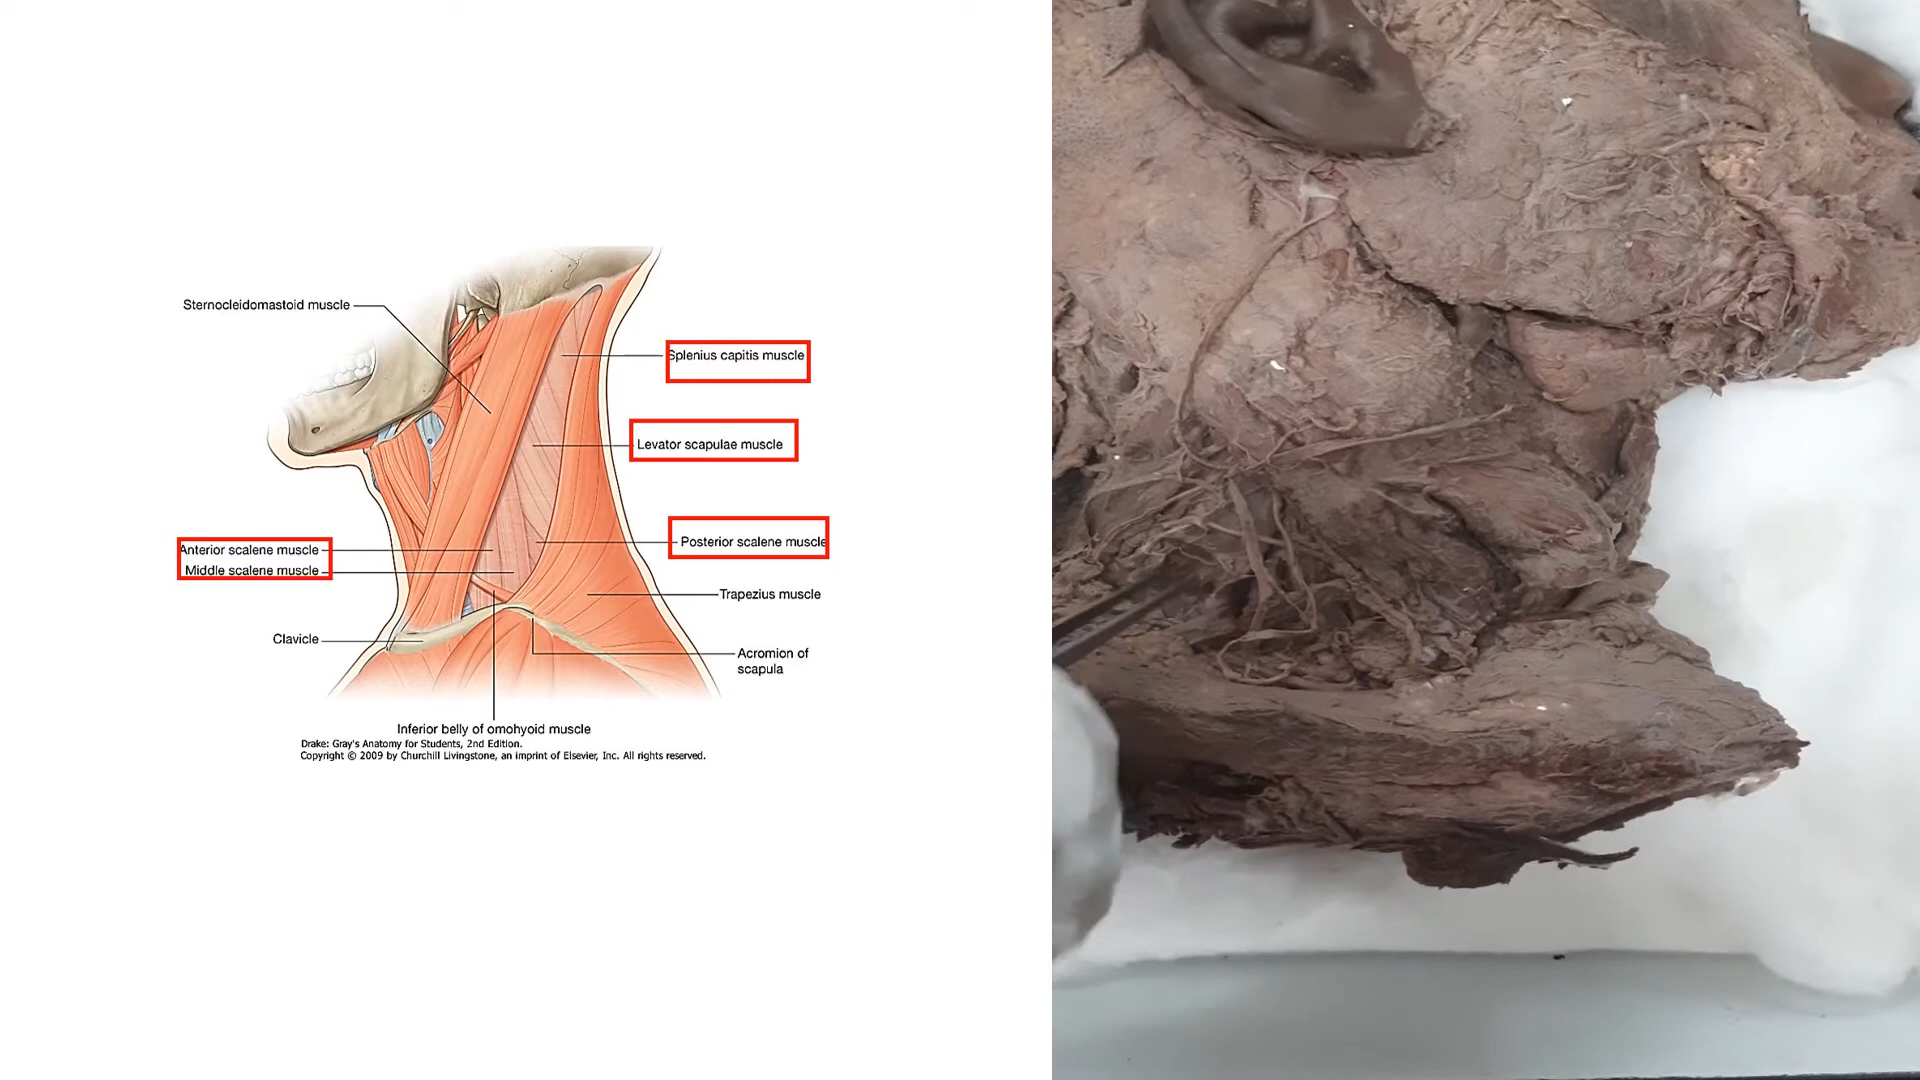 Sternocleidomastoid muscle
Splenius capitis muscle
Levator scapulae muscle
Posterior scalene muscle
Anterior scalene muscle
Middle scalene muscle
Trapezius muscle
Clavicle
Acromion of
scapula
Inferior belly of omohyoid muscle
Drake: Gray's Anatomy for Students, 2nd Edition.
Copyright © 2009 by Churchill Livingstone, an imprint of Elsevier, Inc. All rights reserved.